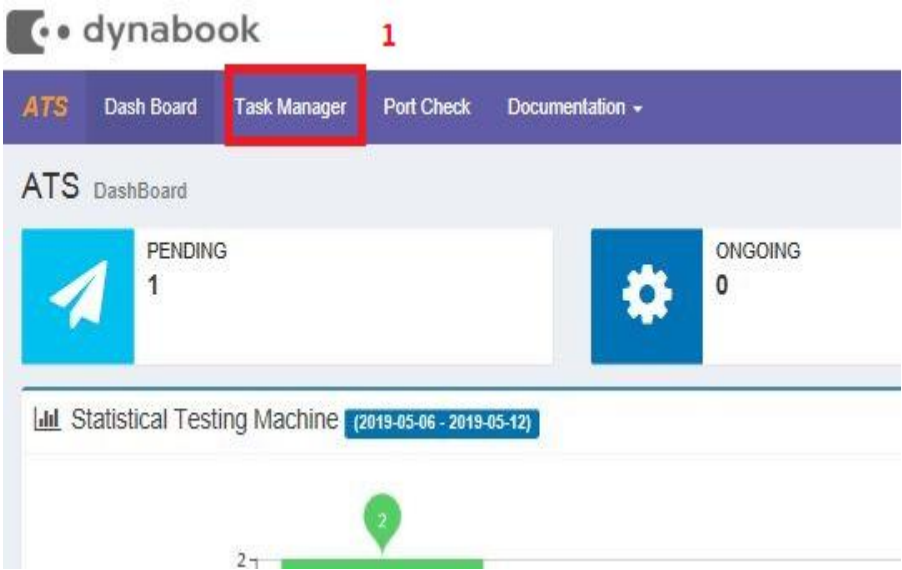 dynabook
1
ATS Dash Board Task Manager Port Check Documentation
ATS DashBoard
PENDING
1
ONGOING
0
Statistical Testing Machine (2019-05-06 - 2019-05-12)
2
2